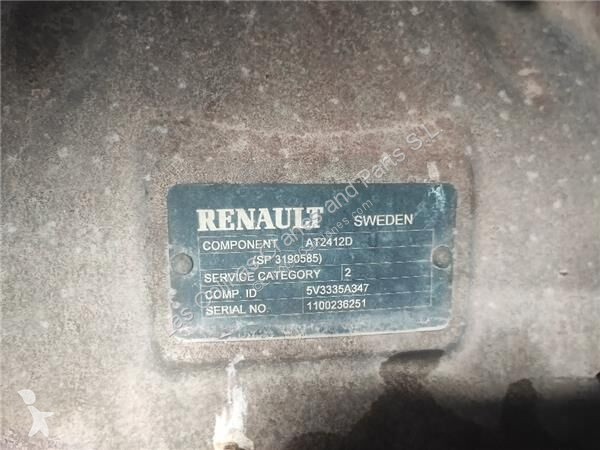 RENAULT SWEDEN
COMPONENT AT2412D
(SP 3190585)
SERVICE CATEGORY 2
COMP. ID 5V3335A347
SERIAL NO. 1100236251